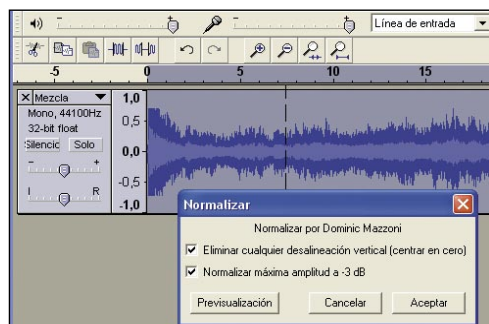 Línea de entrada
-5 0 5 10 15
Mezcla
Mono, 44100Hz
32-bit float
Silencio Solo
- +
I R
1,0
0,5
0,0
-0,5
-1,0
Normalizar
Normalizar por Dominic Mazzoni
Eliminar cualquier desalineación vertical (centrar en cero)
Normalizar máxima amplitud a -3 dB
Previsualización Cancelar Aceptar